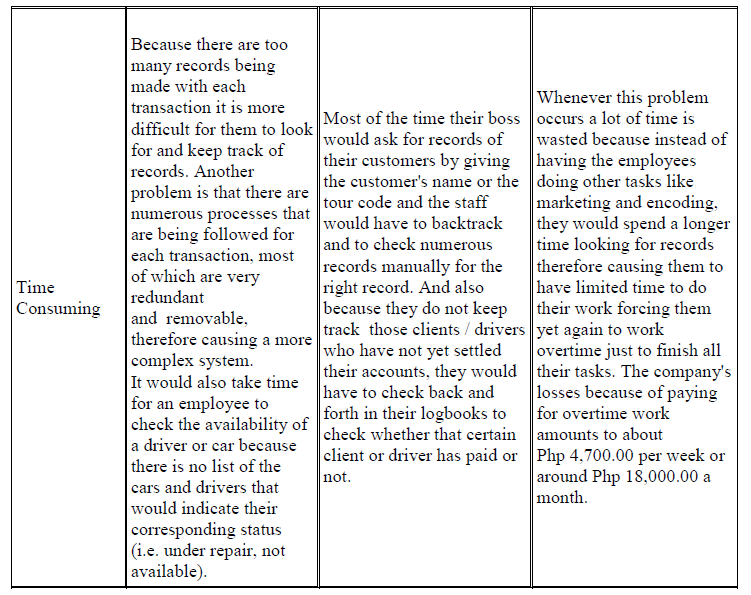 Time
Consuming
Because there are too
many records being
made with each
transaction it is more
difficult for them to look
for and keep track of
records. Another
problem is that there are
numerous processes that
are being followed for
each transaction, most
of which are very
redundant
and removable,
therefore causing a more
complex system.
It would also take time
for an employee to
check the availability of
a driver or car because
there is no list of the
cars and drivers that
would indicate their
corresponding status
(i.e. under repair, not
available).
Most of the time their boss
would ask for records of
their customers by giving
the customer's name or the
tour code and the staff
would have to backtrack
and to check numerous
records manually for the
right record. And also
because they do not keep
track those clients / drivers
who have not yet settled
their accounts, they would
have to check back and
forth in their logbooks to
check whether that certain
client or driver has paid or
not.
Whenever this problem
occurs a lot of time is
wasted because instead of
having the employees
doing other tasks like
marketing and encoding,
they would spend a longer
time looking for records
therefore causing them to
have limited time to do
their work forcing them
yet again to work
overtime just to finish all
their tasks. The company's
losses because of paying
for overtime work
amounts to about
Php 4,700.00 per week or
around Php 18,000.00 a
month.